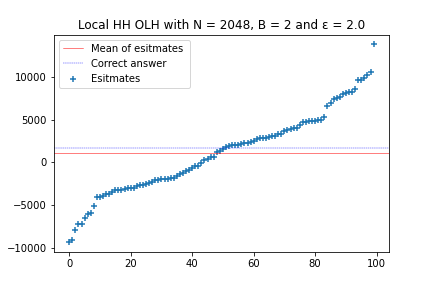 Local HH OLH with N = 2048, B = 2 and ε = 2.0
Mean of esitmates
Correct answer
Esitmates
10000
5000
0
−5000
−10000
0 20 40 60 80 100